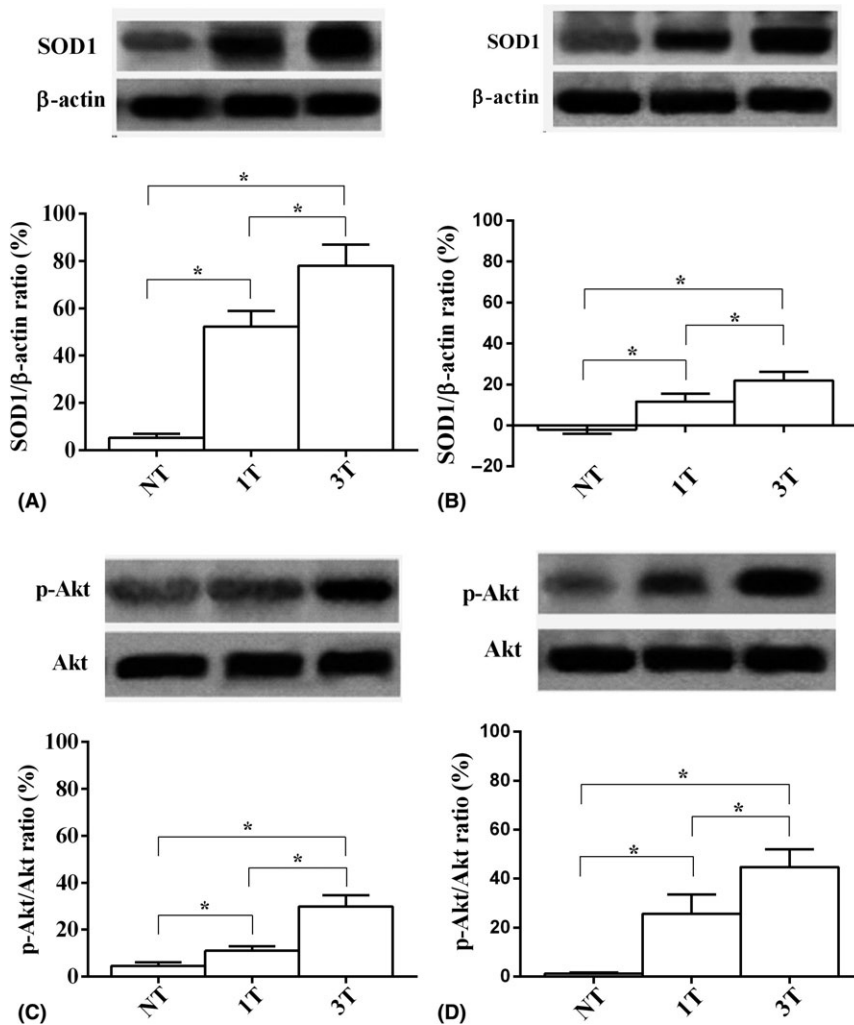 SOD1
β-actin
SOD1/β-actin ratio (%)
100
80
60
40
20
0
*
*
*
NT
1T
3T
(A)
SOD1
β-actin
SOD1/β-actin ratio (%)
100
80
60
40
20
0
–20
*
*
*
NT
1T
3T
(B)
p-Akt
Akt
p-Akt/Akt ratio (%)
100
80
60
40
20
0
*
*
*
NT
1T
3T
(C)
p-Akt
Akt
p-Akt/Akt ratio (%)
100
80
60
40
20
0
*
*
*
NT
1T
3T
(D)